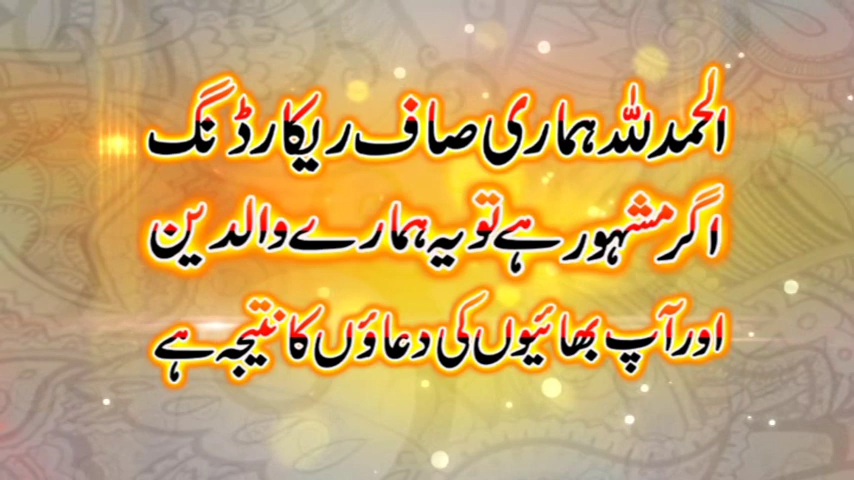 الحمدللہ ہماری صاف ریکارڈنگ
اگر مشہور ہے تو یہ ہمارے والدین
اور آپ بھائیوں کی دعاؤں کا نتیجہ ہے